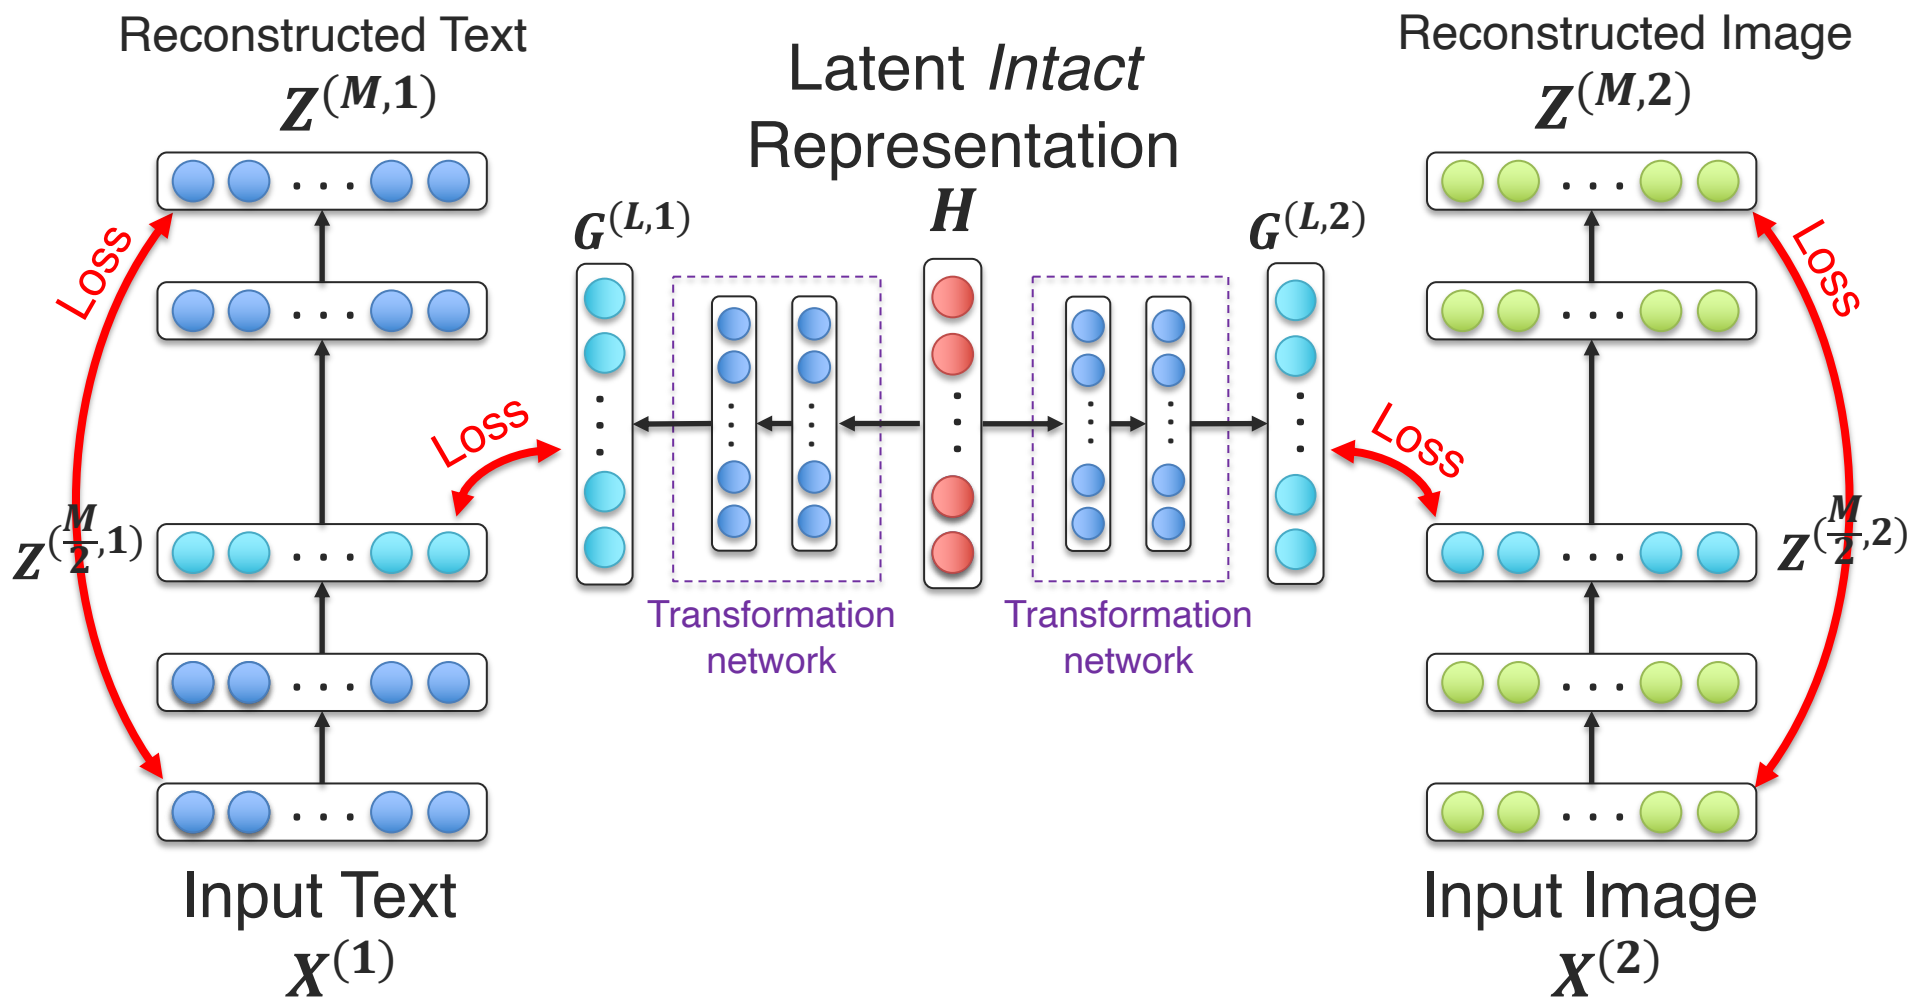 Reconstructed Text
Z^(M,1)
Latent Intact
Representation
H
Reconstructed Image
Z^(M,2)
G^(L,1)
G^(L,2)
Loss
Loss
Loss
Loss
Z^(M/2,1)
Z^(M/2,2)
Transformation
network
Transformation
network
Input Text
X^(1)
Input Image
X^(2)